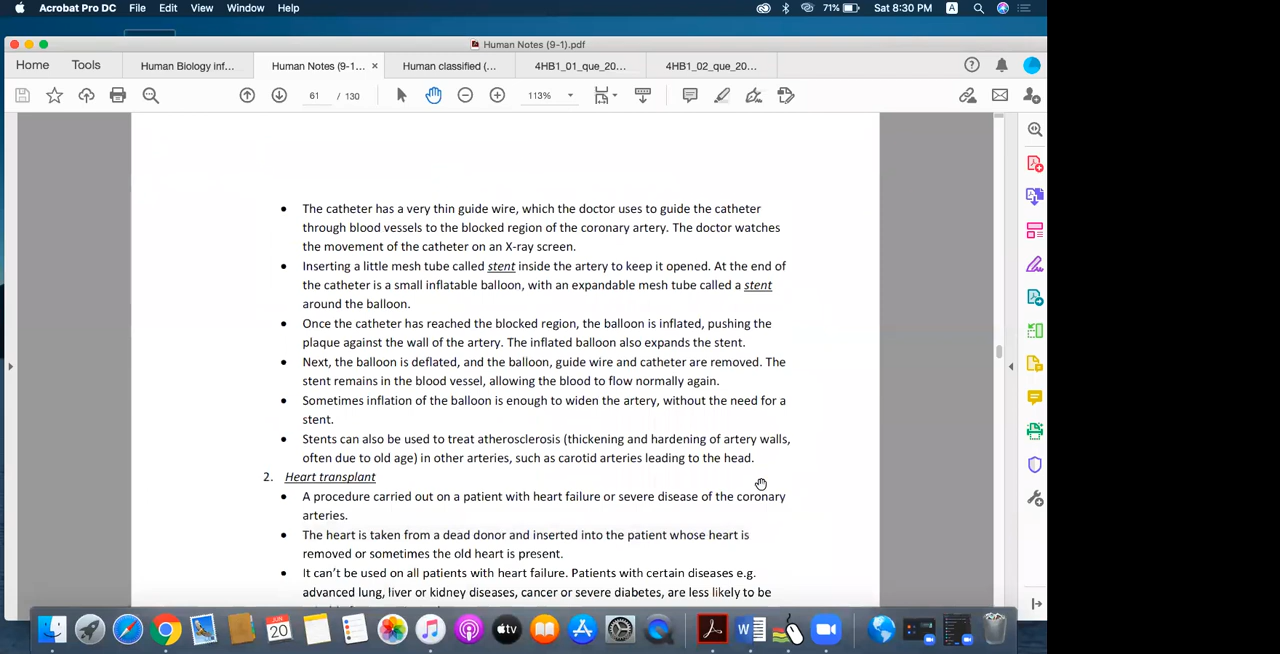 Acrobat Pro DC File Edit View Window Help 71% Sat 8:30 PM A
Human Notes (9-1).pdf
Home Tools Human Biology inf... Human Notes (9-1... × Human classified (... 4HB1_01_que_20... 4HB1_02_que_20...
61 / 130 113%
The catheter has a very thin guide wire, which the doctor uses to guide the catheter
through blood vessels to the blocked region of the coronary artery. The doctor watches
the movement of the catheter on an X-ray screen.
Inserting a little mesh tube called stent inside the artery to keep it opened. At the end of
the catheter is a small inflatable balloon, with an expandable mesh tube called a stent
around the balloon.
Once the catheter has reached the blocked region, the balloon is inflated, pushing the
plaque against the wall of the artery. The inflated balloon also expands the stent.
Next, the balloon is deflated, and the balloon, guide wire and catheter are removed. The
stent remains in the blood vessel, allowing the blood to flow normally again.
Sometimes inflation of the balloon is enough to widen the artery, without the need for a
stent.
Stents can also be used to treat atherosclerosis (thickening and hardening of artery walls,
often due to old age) in other arteries, such as carotid arteries leading to the head.
2. Heart transplant
A procedure carried out on a patient with heart failure or severe disease of the coronary
arteries.
The heart is taken from a dead donor and inserted into the patient whose heart is
removed or sometimes the old heart is present.
It can't be used on all patients with heart failure. Patients with certain diseases e.g.
advanced lung, liver or kidney diseases, cancer or severe diabetes, are less likely to be
JUN
20
tv
W